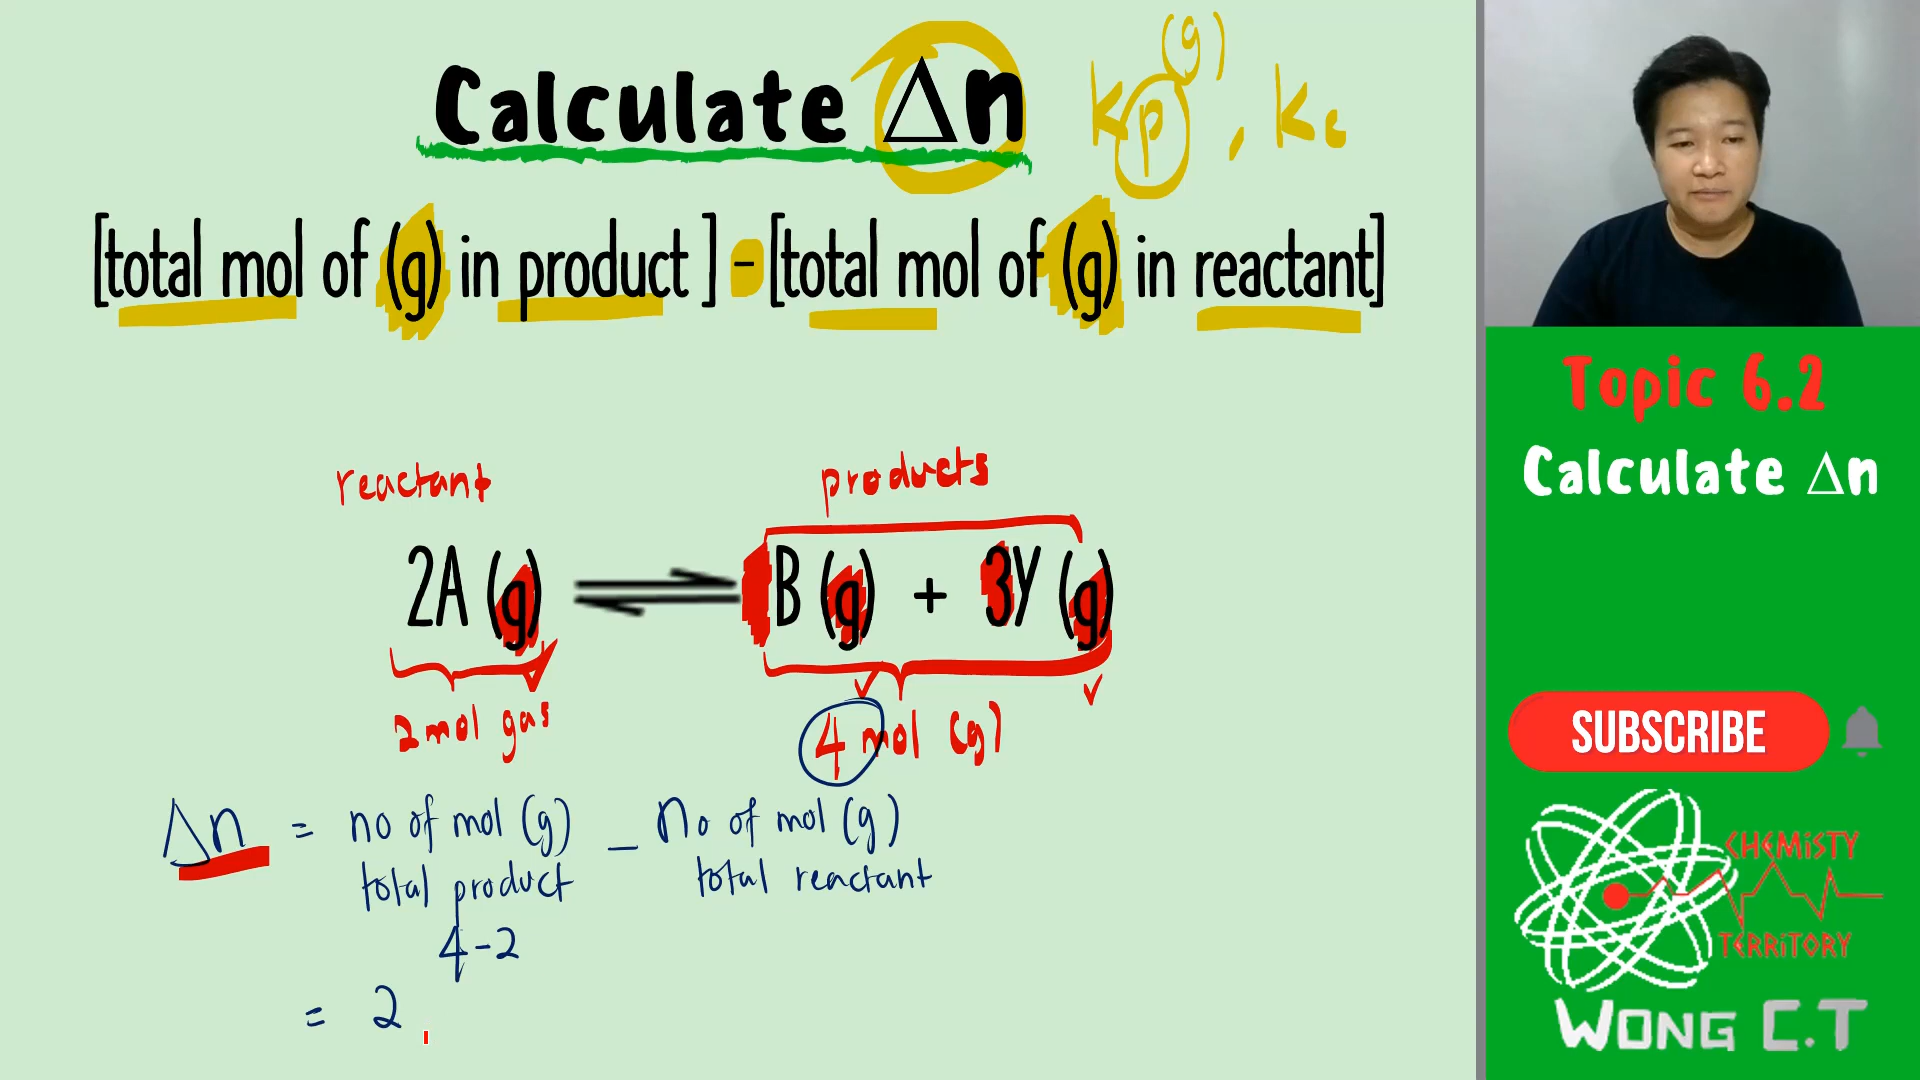 Calculate Δn Kp(g) , Kc
[total mol of (g) in product ] - [total mol of (g) in reactant]
reactant products
2A (g) ⇌ B (g) + 3Y (g)
2 mol gas 4 mol (g)
Δn = no of mol (g) – No of mol (g)
total product total reactant
4-2
= 2
Topic 6.2
Calculate Δn
SUBSCRIBE
CHEMiSTY
TERRiTORY
WONG C.T